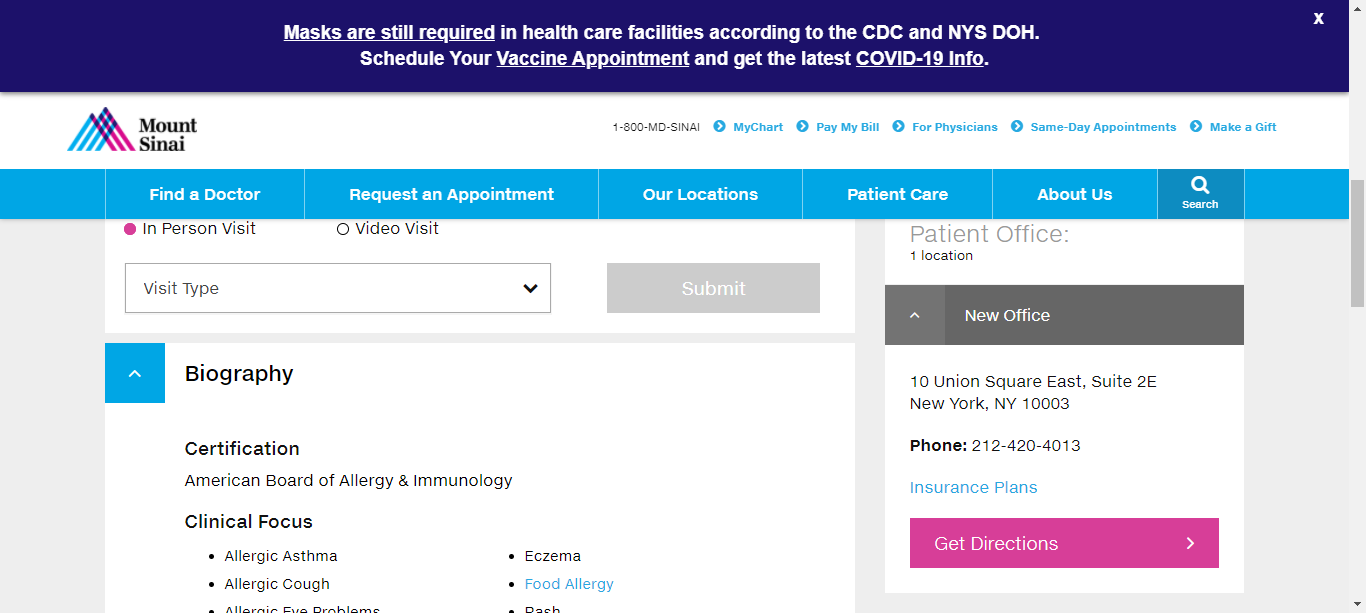 Masks are still required in health care facilities according to the CDC and NYS DOH.
Schedule Your Vaccine Appointment and get the latest COVID-19 Info.
X
Mount
Sinai
1-800-MD-SINAI MyChart Pay My Bill For Physicians Same-Day Appointments Make a Gift
Find a Doctor Request an Appointment Our Locations Patient Care About Us Search
In Person Visit Video Visit
Visit Type Submit
Biography
Certification
American Board of Allergy & Immunology
Clinical Focus
• Allergic Asthma
• Allergic Cough
• Allergic Eye Problems
• Eczema
• Food Allergy
• Rash
Patient Office:
1 location
New Office
10 Union Square East, Suite 2E
New York, NY 10003
Phone: 212-420-4013
Insurance Plans
Get Directions